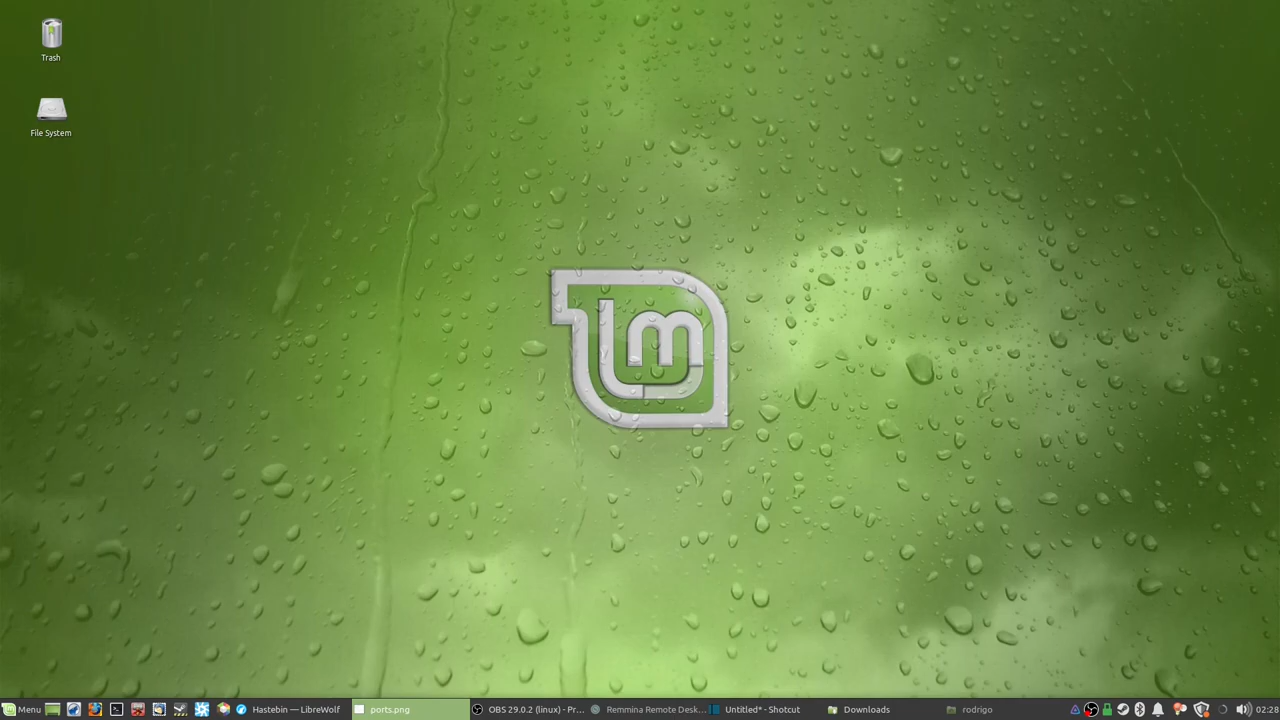 Trash
File System
lm
Menu
Hastebin — LibreWolf
ports.png
OBS 29.0.2 (linux) - Pr...
Remmina Remote Desk...
Untitled* - Shotcut
Downloads
rodrigo
02:28